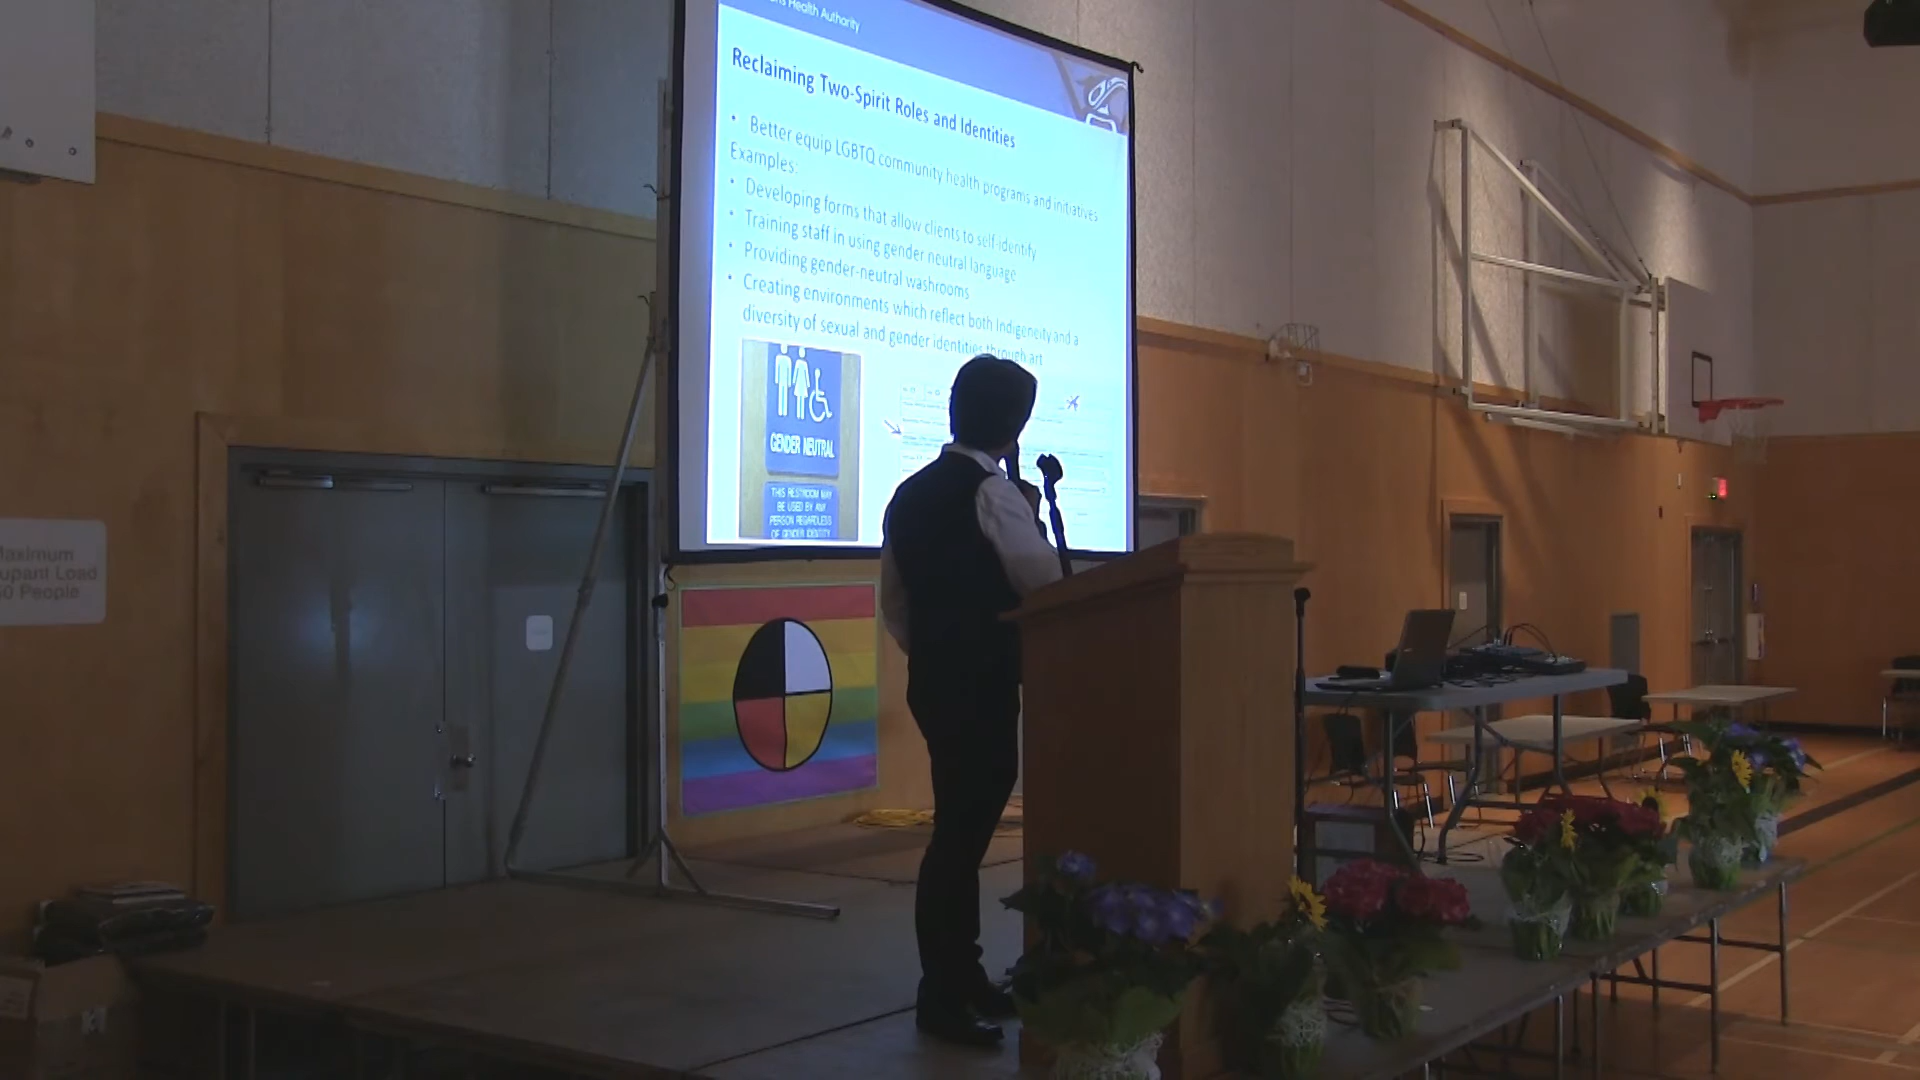 Health Authority
Reclaiming Two-Spirit Roles and Identities
• Better equip LGBTQ community health programs and initiatives
Examples:
• Developing forms that allow clients to self-identify
• Training staff in using gender neutral language
• Providing gender-neutral washrooms
• Creating environments which reflect both Indigeneity and a
diversity of sexual and gender identities through art
GENDER NEUTRAL
THIS RESTROOM MAY
BE USED BY ANY
PERSON REGARDLESS
OF GENDER IDENTITY
Maximum
upant Load
0 People